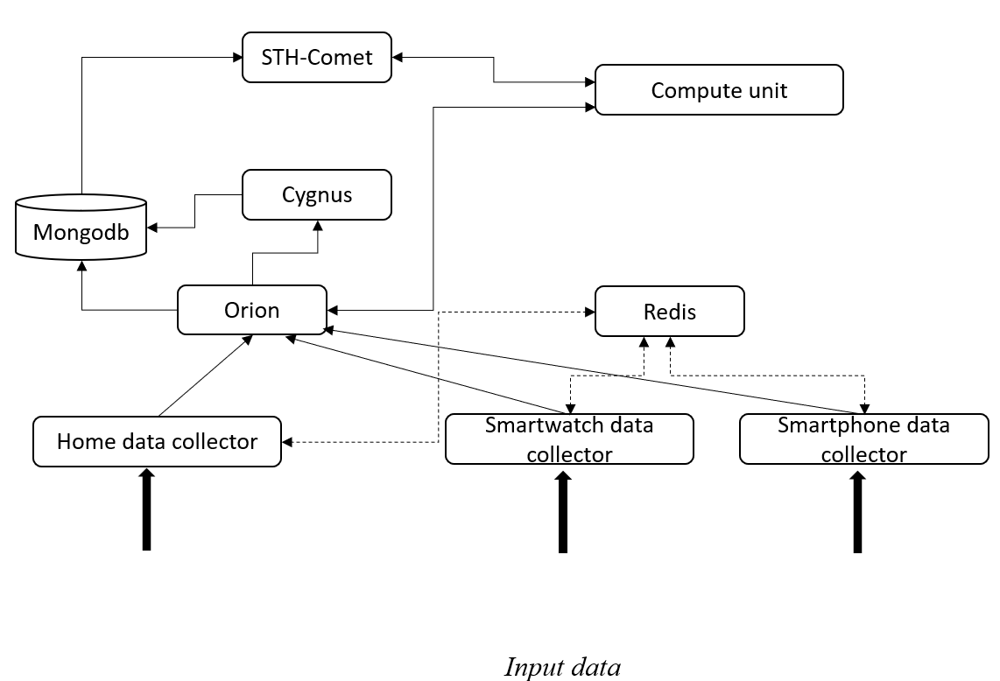 STH-Comet
Compute unit
Cygnus
Mongodb
Orion
Redis
Home data collector
Smartwatch data
collector
Smartphone data
collector
Input data